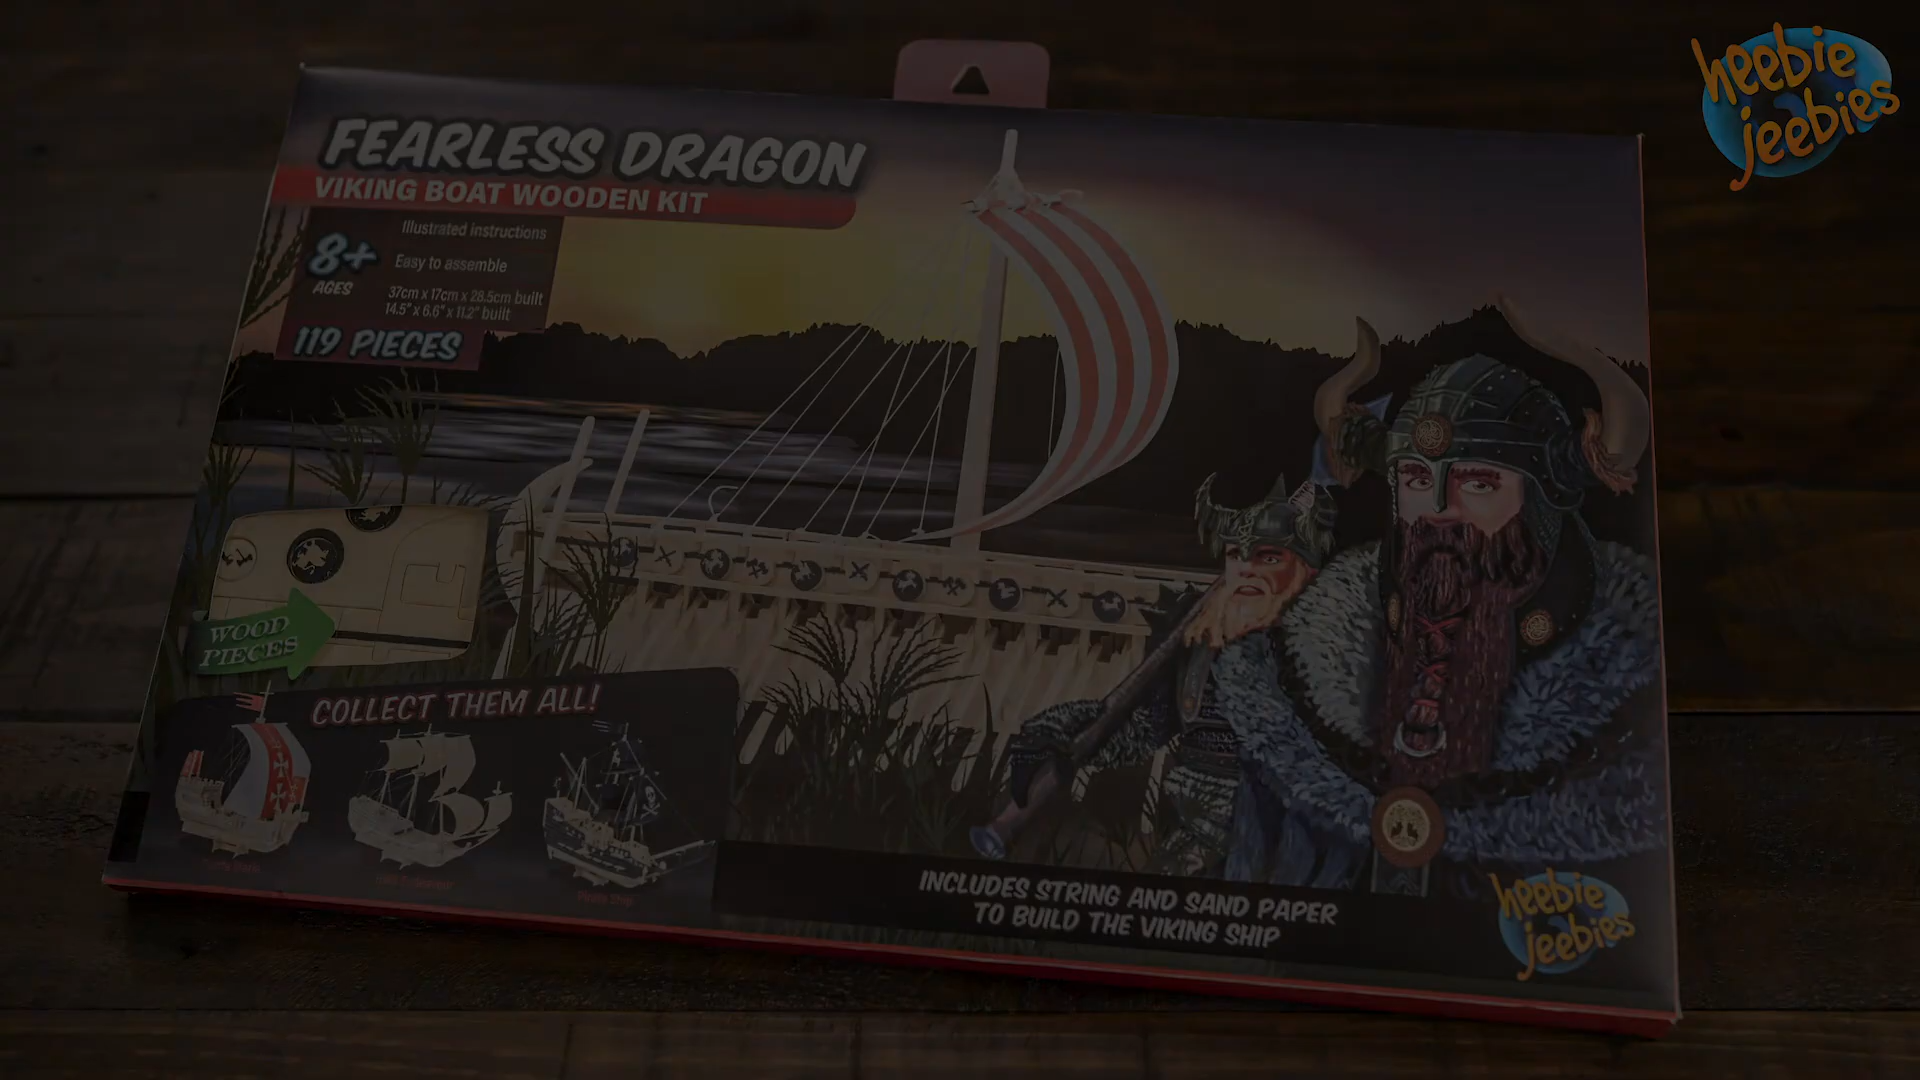 heebie
jeebies
FEARLESS DRAGON
VIKING BOAT WOODEN KIT
8+
AGES
Illustrated instructions
Easy to assemble
37cm x 17cm x 28.5cm built
14.5" x 6.6" x 11.2" built
119 PIECES
WOOD
PIECES
COLLECT THEM ALL!
Pirate Ship
INCLUDES STRING AND SAND PAPER
TO BUILD THE VIKING SHIP
heebie
jeebies